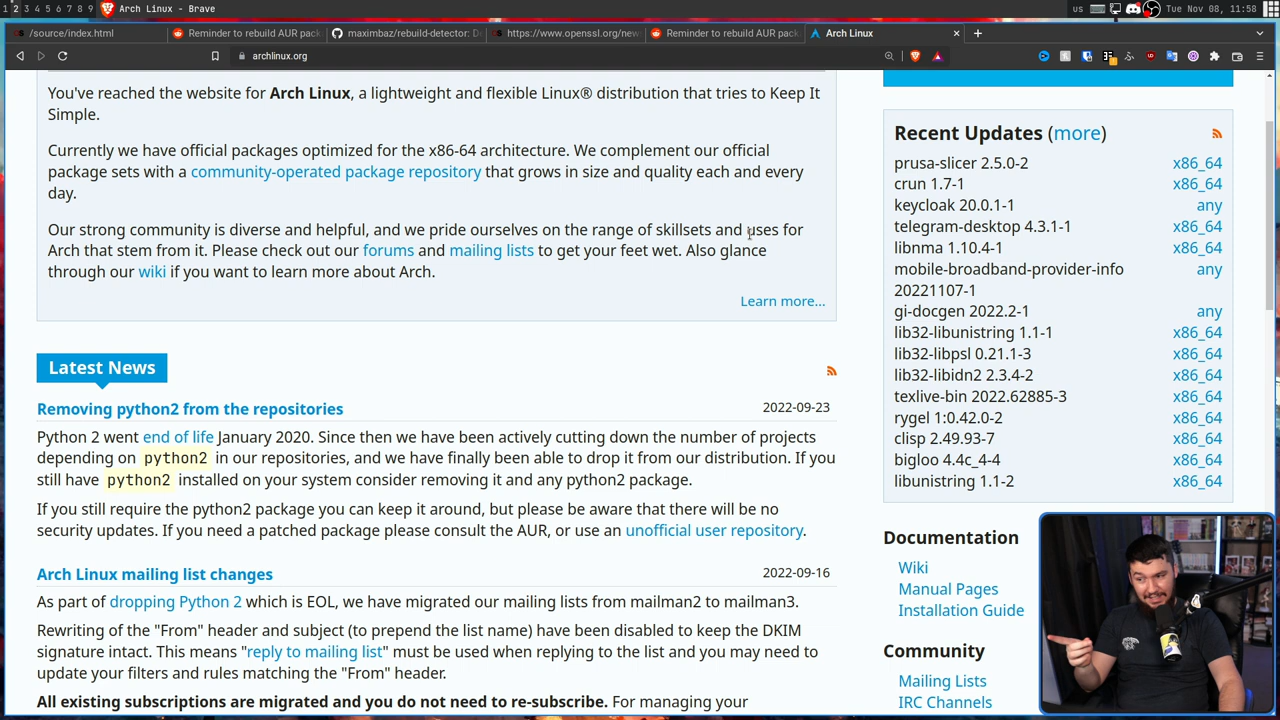 1 2 3 4 5 6 7 8 9 Arch Linux - Brave
us Tue Nov 08, 11:58
/source/index.html
Reminder to rebuild AUR pack
maximbaz/rebuild-detector: D
https://www.openssl.org/new
Reminder to rebuild AUR pack
Arch Linux
archlinux.org
You've reached the website for Arch Linux, a lightweight and flexible Linux® distribution that tries to Keep It
Simple.
Currently we have official packages optimized for the x86-64 architecture. We complement our official
package sets with a community-operated package repository that grows in size and quality each and every
day.
Our strong community is diverse and helpful, and we pride ourselves on the range of skillsets and uses for
Arch that stem from it. Please check out our forums and mailing lists to get your feet wet. Also glance
through our wiki if you want to learn more about Arch.
Learn more...
Latest News
Removing python2 from the repositories
2022-09-23
Python 2 went end of life January 2020. Since then we have been actively cutting down the number of projects
depending on python2 in our repositories, and we have finally been able to drop it from our distribution. If you
still have python2 installed on your system consider removing it and any python2 package.
If you still require the python2 package you can keep it around, but please be aware that there will be no
security updates. If you need a patched package please consult the AUR, or use an unofficial user repository.
Arch Linux mailing list changes
2022-09-16
As part of dropping Python 2 which is EOL, we have migrated our mailing lists from mailman2 to mailman3.
Rewriting of the "From" header and subject (to prepend the list name) have been disabled to keep the DKIM
signature intact. This means "reply to mailing list" must be used when replying to the list and you may need to
update your filters and rules matching the "From" header.
All existing subscriptions are migrated and you do not need to re-subscribe. For managing your
Recent Updates (more)
prusa-slicer 2.5.0-2 x86_64
crun 1.7-1 x86_64
keycloak 20.0.1-1 any
telegram-desktop 4.3.1-1 x86_64
libnma 1.10.4-1 x86_64
mobile-broadband-provider-info any
20221107-1
gi-docgen 2022.2-1 any
lib32-libunistring 1.1-1 x86_64
lib32-libpsl 0.21.1-3 x86_64
lib32-libidn2 2.3.4-2 x86_64
texlive-bin 2022.62885-3 x86_64
rygel 1:0.42.0-2 x86_64
clisp 2.49.93-7 x86_64
bigloo 4.4c_4-4 x86_64
libunistring 1.1-2 x86_64
Documentation
Wiki
Manual Pages
Installation Guide
Community
Mailing Lists
IRC Channels